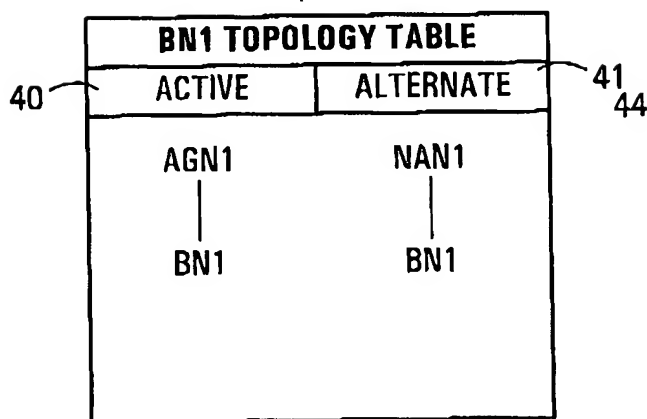 BN1 TOPOLOGY TABLE
40 ACTIVE ALTERNATE 41
44
AGN1 NAN1
BN1 BN1